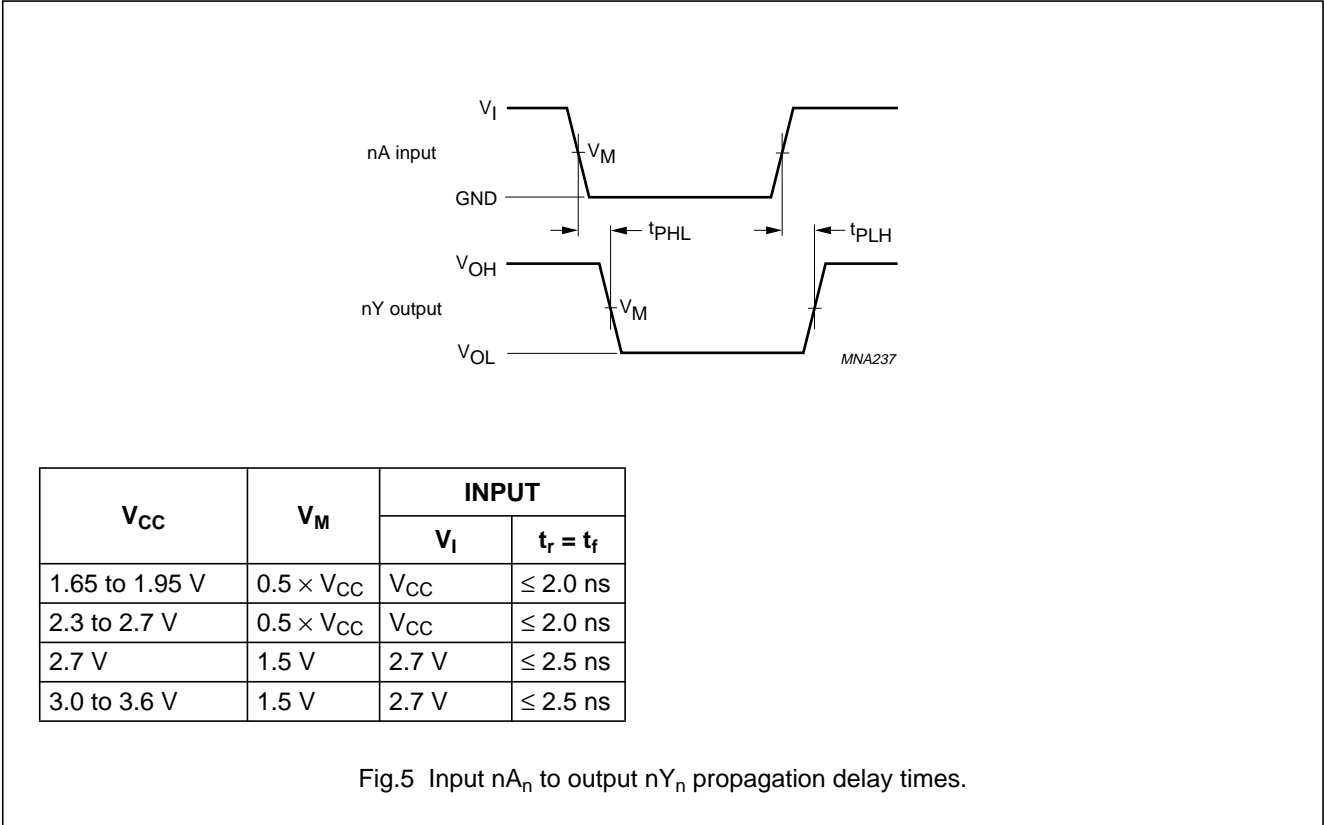 V_I
nA input
V_M
GND
t_PHL
t_PLH
V_OH
nY output
V_M
V_OL
MNA237
V_CC V_M INPUT
V_I t_r = t_f
1.65 to 1.95 V 0.5 × V_CC V_CC ≤ 2.0 ns
2.3 to 2.7 V 0.5 × V_CC V_CC ≤ 2.0 ns
2.7 V 1.5 V 2.7 V ≤ 2.5 ns
3.0 to 3.6 V 1.5 V 2.7 V ≤ 2.5 ns
Fig.5 Input nA_n to output nY_n propagation delay times.